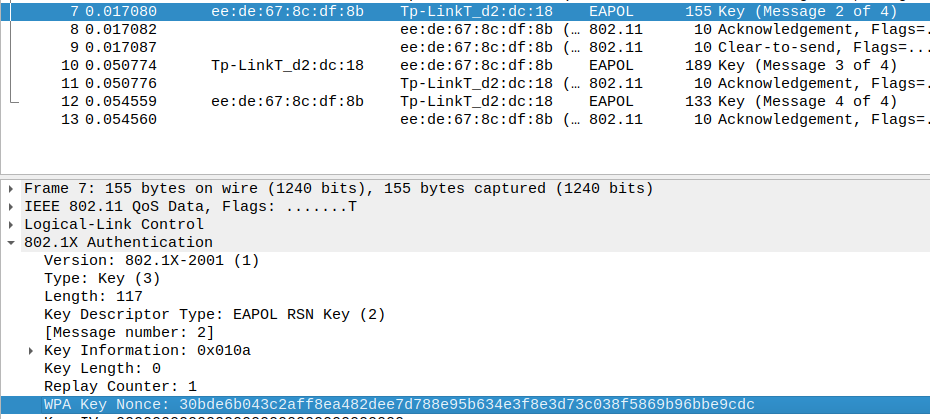 7 0.017080 ee:de:67:8c:df:8b Tp-LinkT_d2:dc:18 EAPOL 155 Key (Message 2 of 4)
8 0.017082 ee:de:67:8c:df:8b (… 802.11 10 Acknowledgement, Flags=.
9 0.017087 ee:de:67:8c:df:8b (… 802.11 10 Clear-to-send, Flags=...
10 0.050774 Tp-LinkT_d2:dc:18 ee:de:67:8c:df:8b EAPOL 189 Key (Message 3 of 4)
11 0.050776 Tp-LinkT_d2:dc:18 (… 802.11 10 Acknowledgement, Flags=.
12 0.054559 ee:de:67:8c:df:8b Tp-LinkT_d2:dc:18 EAPOL 133 Key (Message 4 of 4)
13 0.054560 ee:de:67:8c:df:8b (… 802.11 10 Acknowledgement, Flags=.
Frame 7: 155 bytes on wire (1240 bits), 155 bytes captured (1240 bits)
IEEE 802.11 QoS Data, Flags: .......T
Logical-Link Control
802.1X Authentication
Version: 802.1X-2001 (1)
Type: Key (3)
Length: 117
Key Descriptor Type: EAPOL RSN Key (2)
[Message number: 2]
Key Information: 0x010a
Key Length: 0
Replay Counter: 1
WPA Key Nonce: 30bde6b043c2aff8ea482dee7d788e95b634e3f8e3d73c038f5869b96bbe9cdc